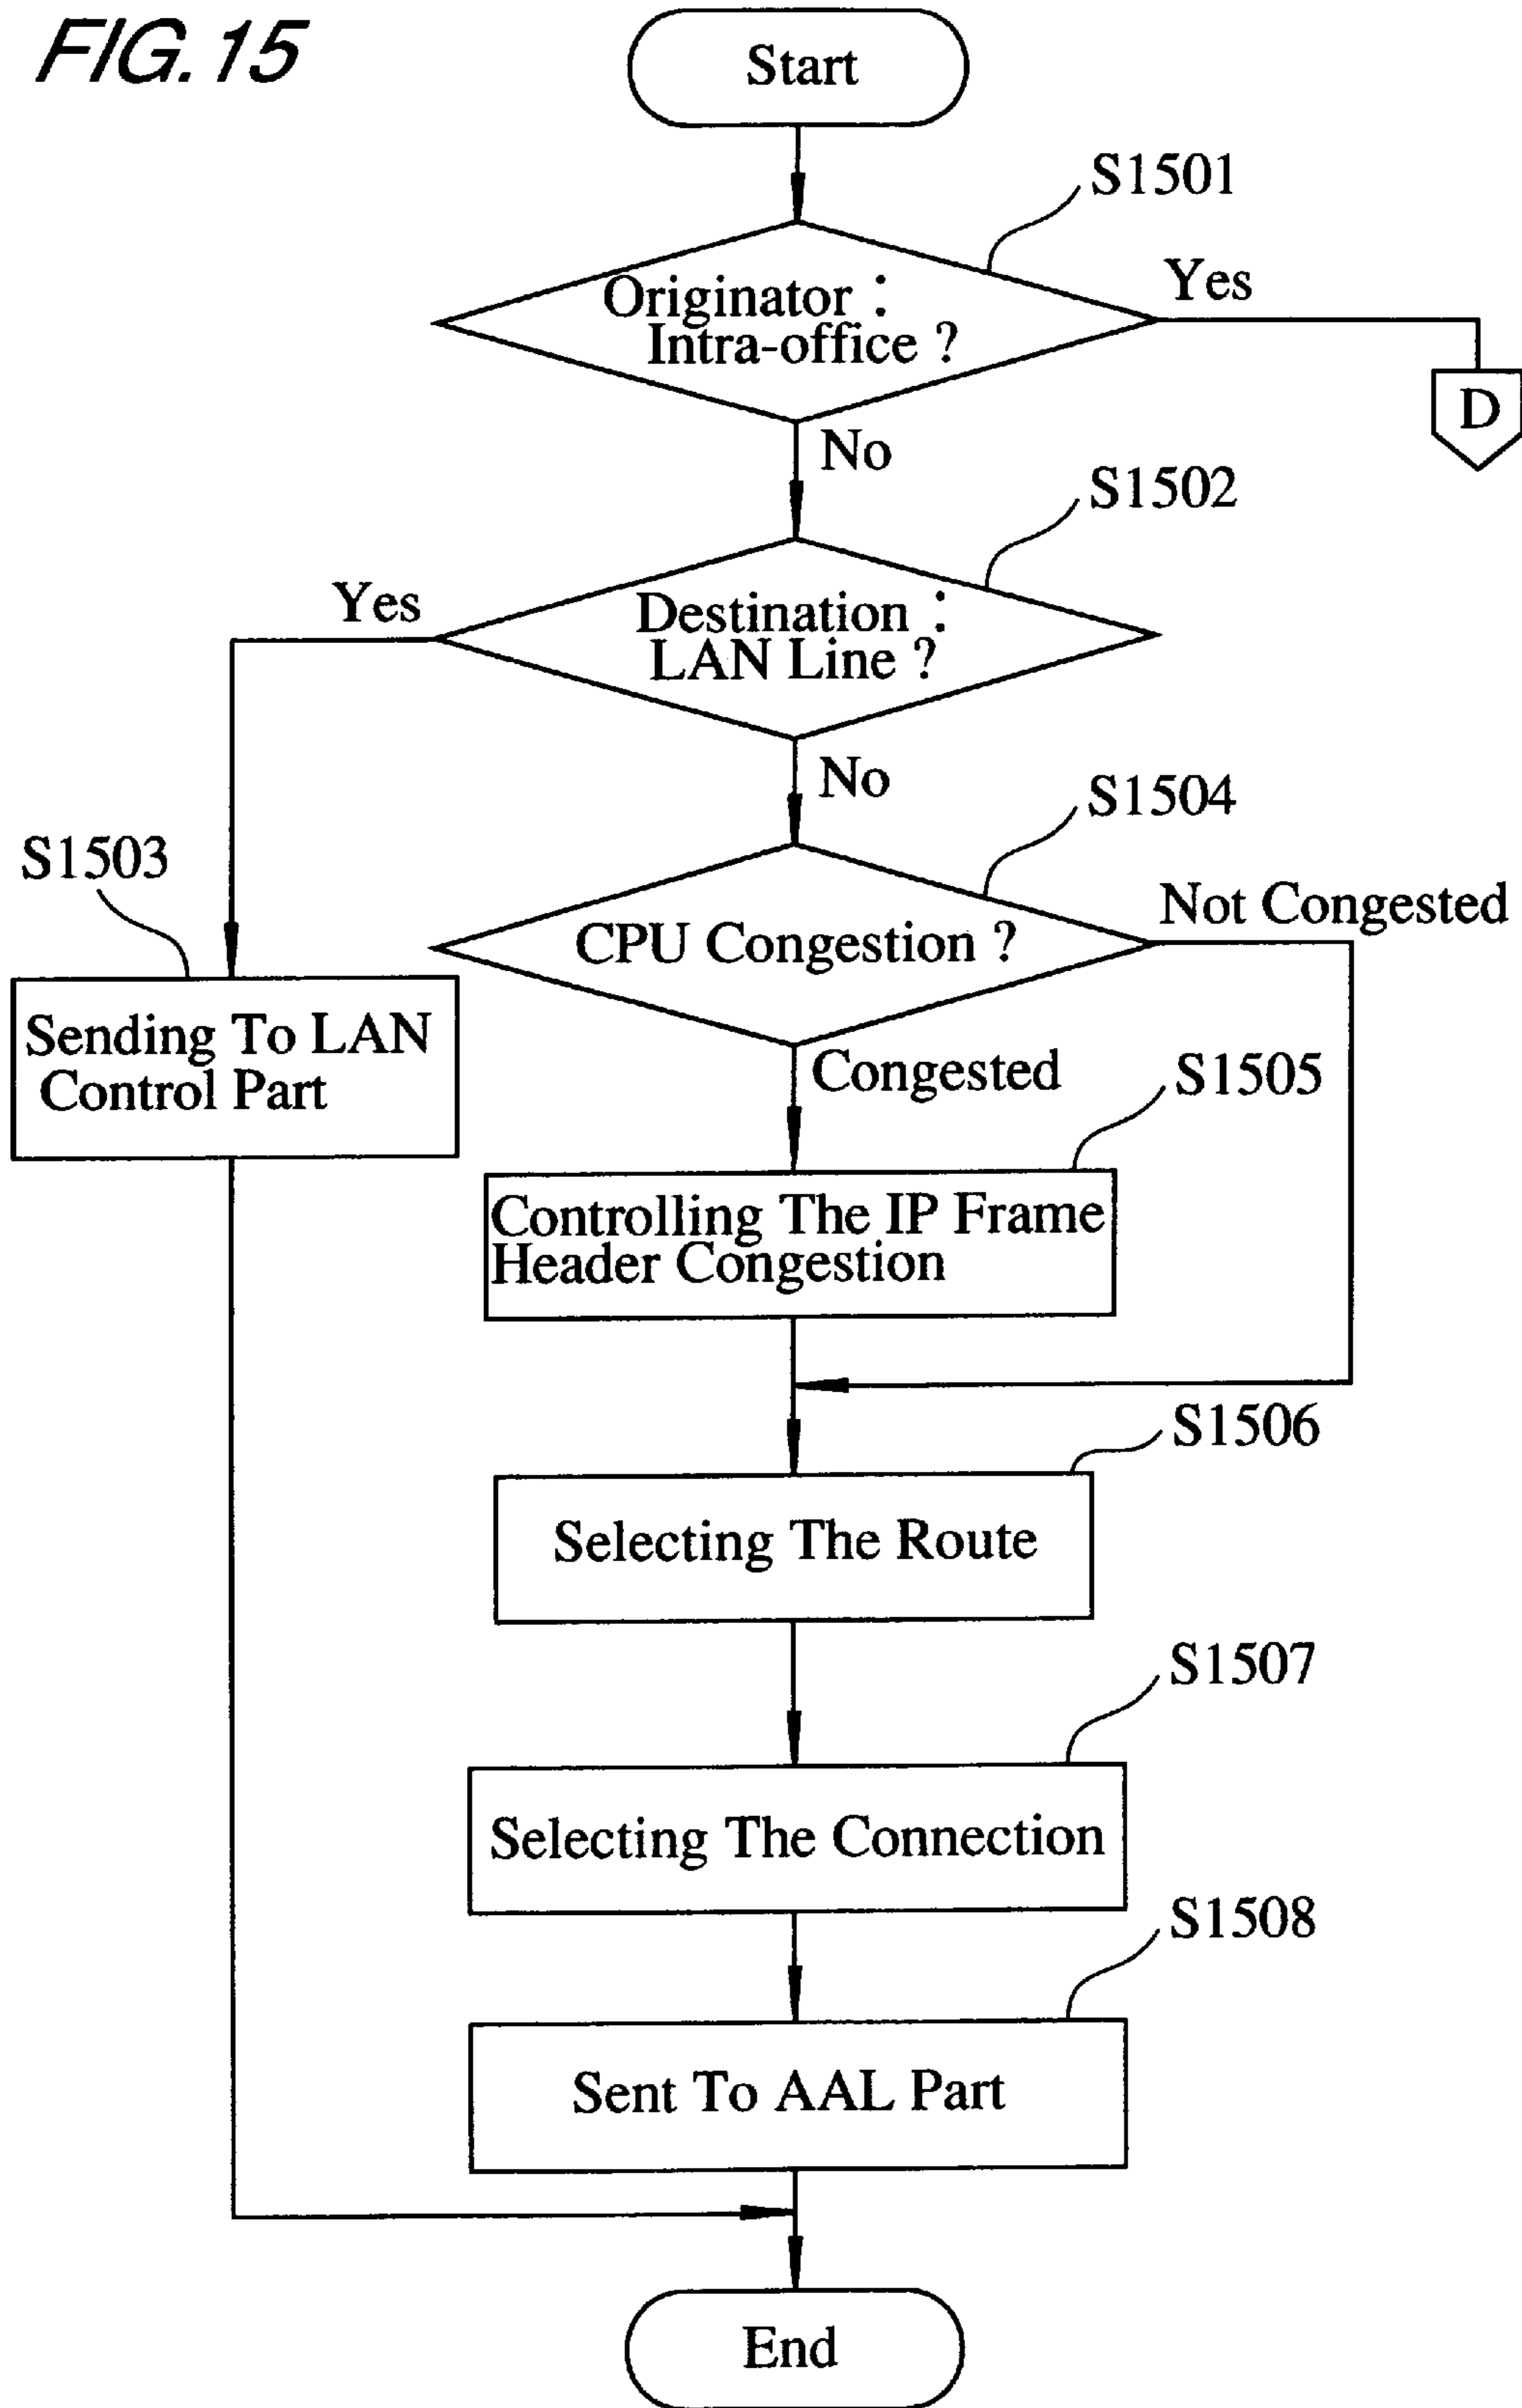 FIG. 15
Start
S1501
Originator :
Intra-office ?
Yes
D
No
S1502
Yes
Destination :
LAN Line ?
No
S1504
S1503
Not Congested
CPU Congestion ?
Sending To LAN
Control Part
Congested
S1505
Controlling The IP Frame
Header Congestion
S1506
Selecting The Route
S1507
Selecting The Connection
S1508
Sent To AAL Part
End